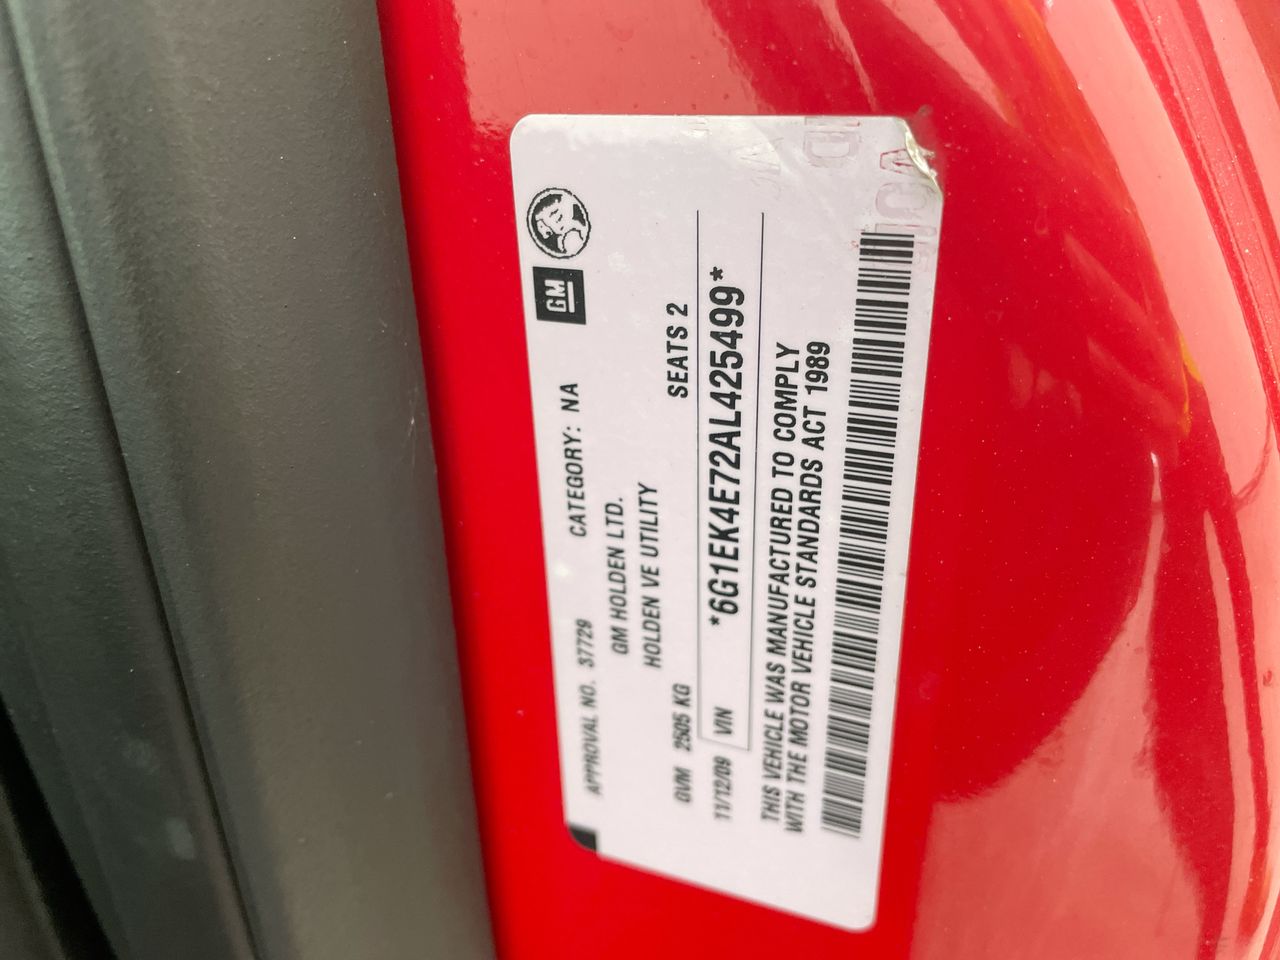 GM
APPROVAL NO. 37729 CATEGORY: NA
GM HOLDEN LTD.
HOLDEN VE UTILITY
GVM 2505 KG SEATS 2
11/12/09 VIN *6G1EK4E72AL425499*
THIS VEHICLE WAS MANUFACTURED TO COMPLY
WITH THE MOTOR VEHICLE STANDARDS ACT 1989